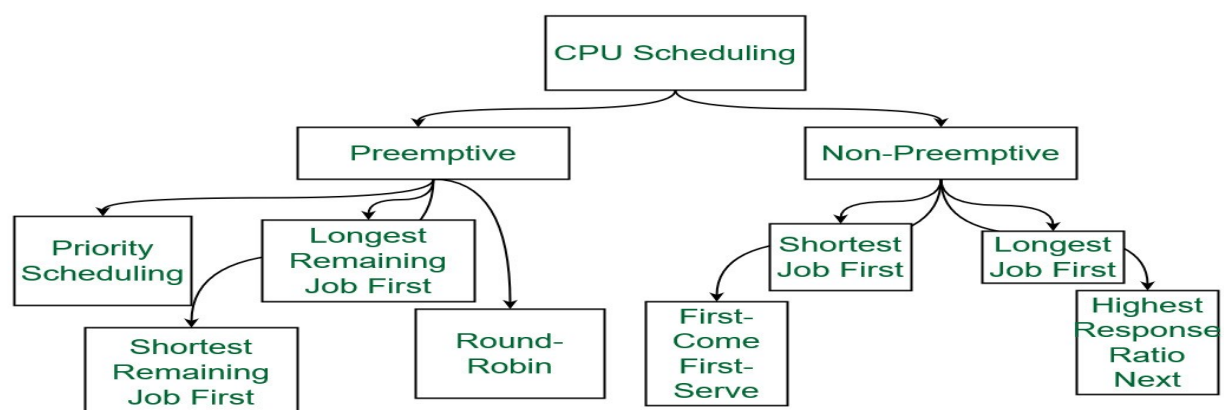 CPU Scheduling
Preemptive
Non-Preemptive
Priority
Scheduling
Longest
Remaining
Job First
Shortest
Job First
Longest
Job First
Shortest
Remaining
Job First
Round-
Robin
First-
Come
First-
Serve
Highest
Response
Ratio
Next